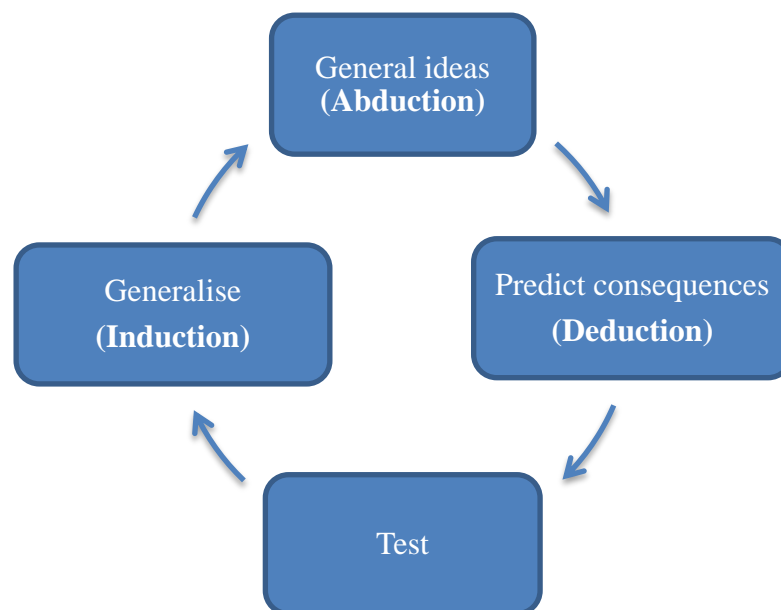 General ideas
(Abduction)
Predict consequences
(Deduction)
Test
Generalise
(Induction)